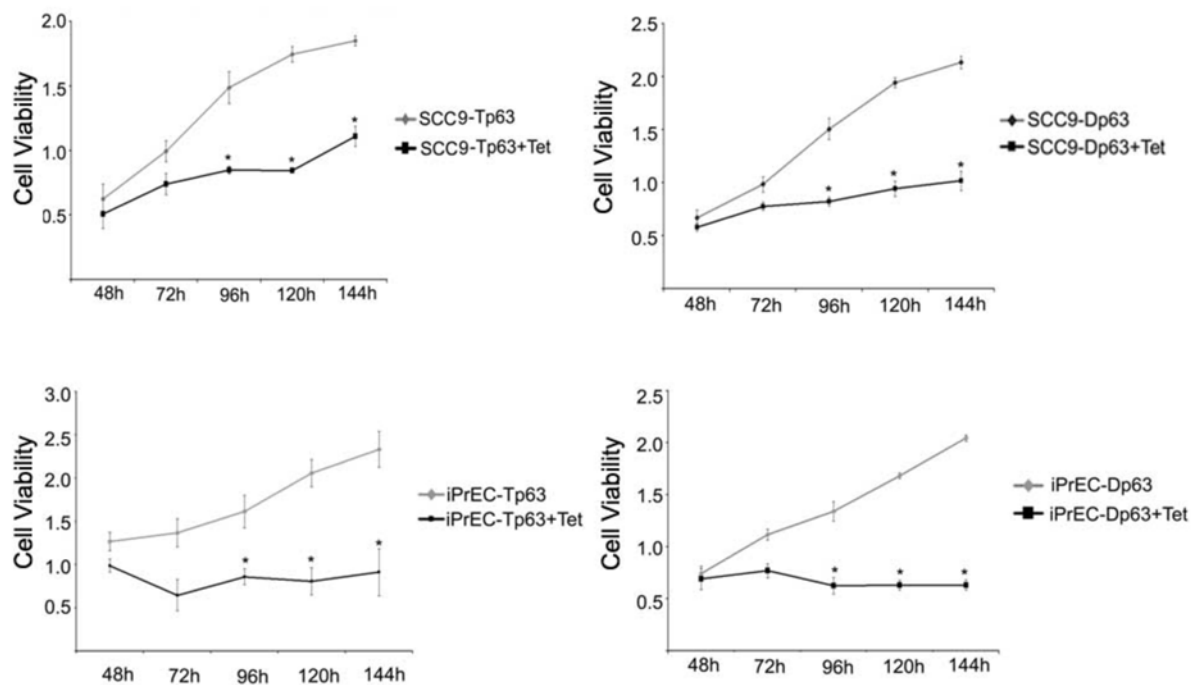 2.0
1.5
1.0
0.5
Cell Viability
* * *
48h 72h 96h 120h 144h
SCC9-Tp63
SCC9-Tp63+Tet
2.5
2.0
1.5
1.0
0.5
Cell Viability
* * *
48h 72h 96h 120h 144h
SCC9-Dp63
SCC9-Dp63+Tet
3.0
2.5
2.0
1.5
1.0
0.5
Cell Viability
* * *
48h 72h 96h 120h 144h
iPrEC-Tp63
iPrEC-Tp63+Tet
2.5
2.0
1.5
1.0
0.5
Cell Viability
* * *
48h 72h 96h 120h 144h
iPrEC-Dp63
iPrEC-Dp63+Tet